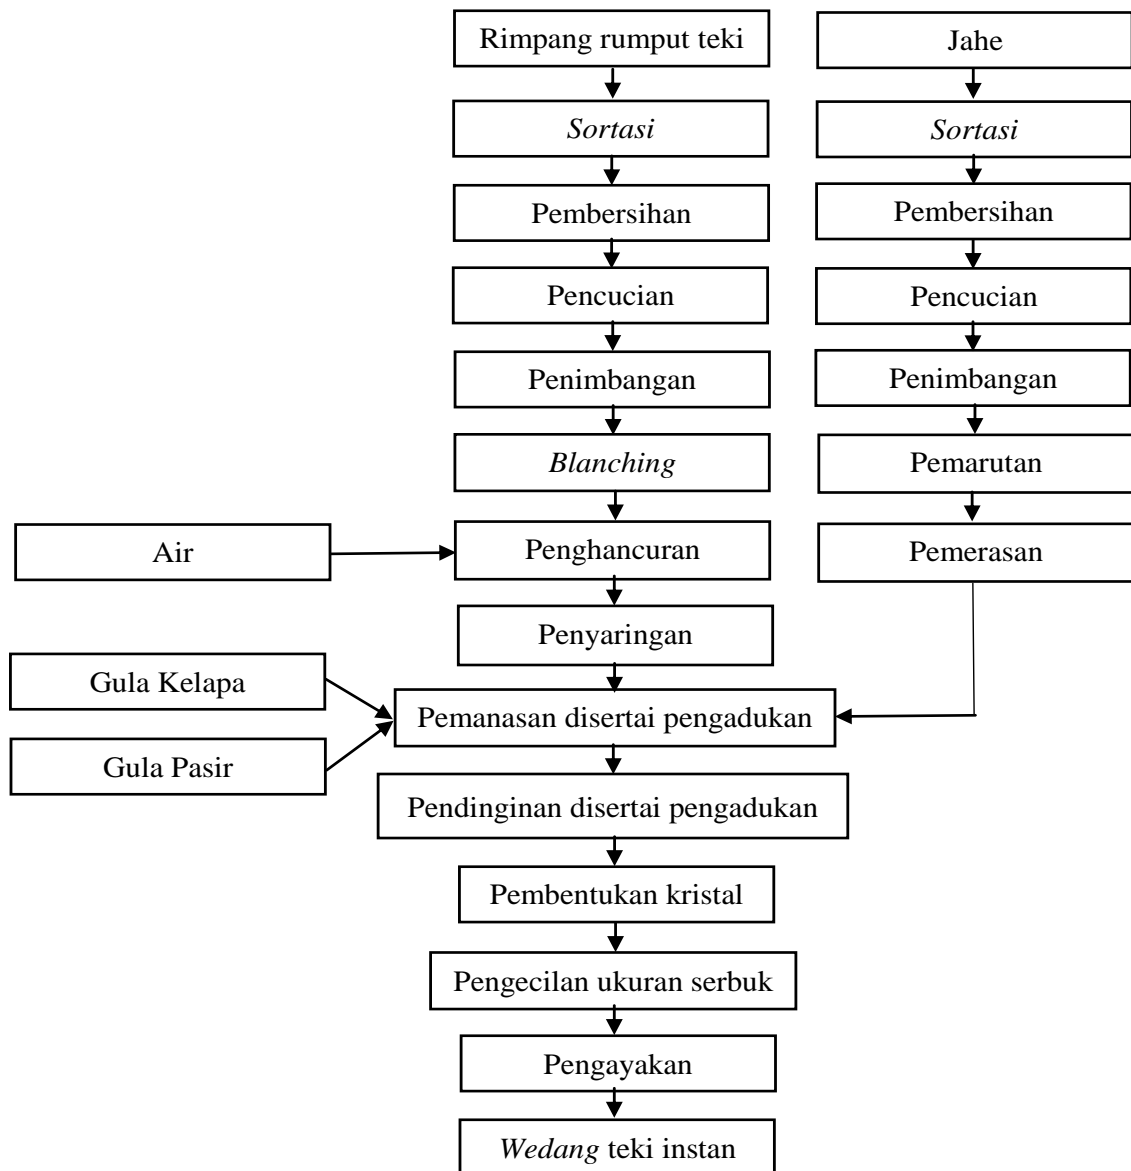 Rimpang rumput teki
Jahe
Sortasi
Sortasi
Pembersihan
Pembersihan
Pencucian
Pencucian
Penimbangan
Penimbangan
Blanching
Pemarutan
Air
Penghancuran
Pemerasan
Penyaringan
Gula Kelapa
Pemanasan disertai pengadukan
Gula Pasir
Pendinginan disertai pengadukan
Pembentukan kristal
Pengecilan ukuran serbuk
Pengayakan
Wedang teki instan